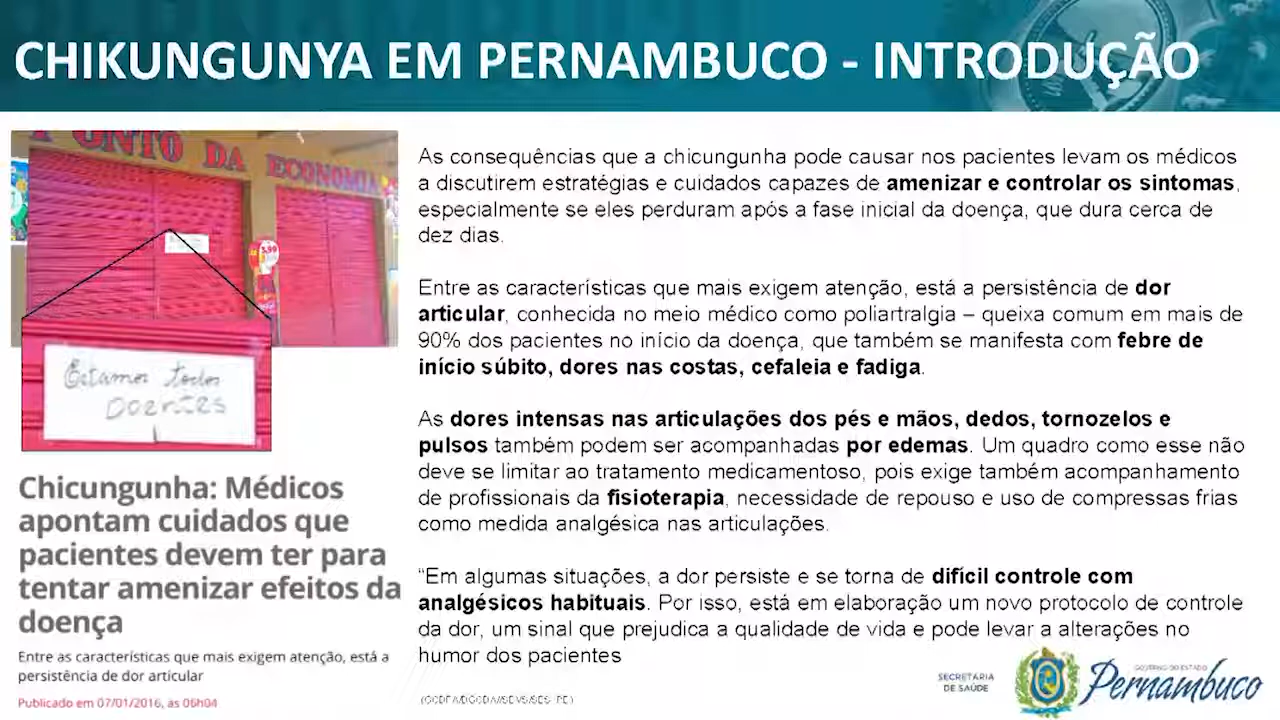 CHIKUNGUNYA EM PERNAMBUCO - INTRODUÇÃO
PONTO DA ECONOMIA
3,99
Estamos todos
DOENTES
Chicungunha: Médicos
apontam cuidados que
pacientes devem ter para
tentar amenizar efeitos da
doença
Entre as características que mais exigem atenção, está a
persistência de dor articular
Publicado em 07/01/2016, às 06h04
As consequências que a chicungunha pode causar nos pacientes levam os médicos
a discutirem estratégias e cuidados capazes de amenizar e controlar os sintomas,
especialmente se eles perduram após a fase inicial da doença, que dura cerca de
dez dias.
Entre as características que mais exigem atenção, está a persistência de dor
articular, conhecida no meio médico como poliartralgia – queixa comum em mais de
90% dos pacientes no início da doença, que também se manifesta com febre de
início súbito, dores nas costas, cefaleia e fadiga.
As dores intensas nas articulações dos pés e mãos, dedos, tornozelos e
pulsos também podem ser acompanhadas por edemas. Um quadro como esse não
deve se limitar ao tratamento medicamentoso, pois exige também acompanhamento
de profissionais da fisioterapia, necessidade de repouso e uso de compressas frias
como medida analgésica nas articulações.
“Em algumas situações, a dor persiste e se torna de difícil controle com
analgésicos habituais. Por isso, está em elaboração um novo protocolo de controle
da dor, um sinal que prejudica a qualidade de vida e pode levar a alterações no
humor dos pacientes
SECRETARIA
DE SAÚDE
GOVERNO DO ESTADO
Pernambuco